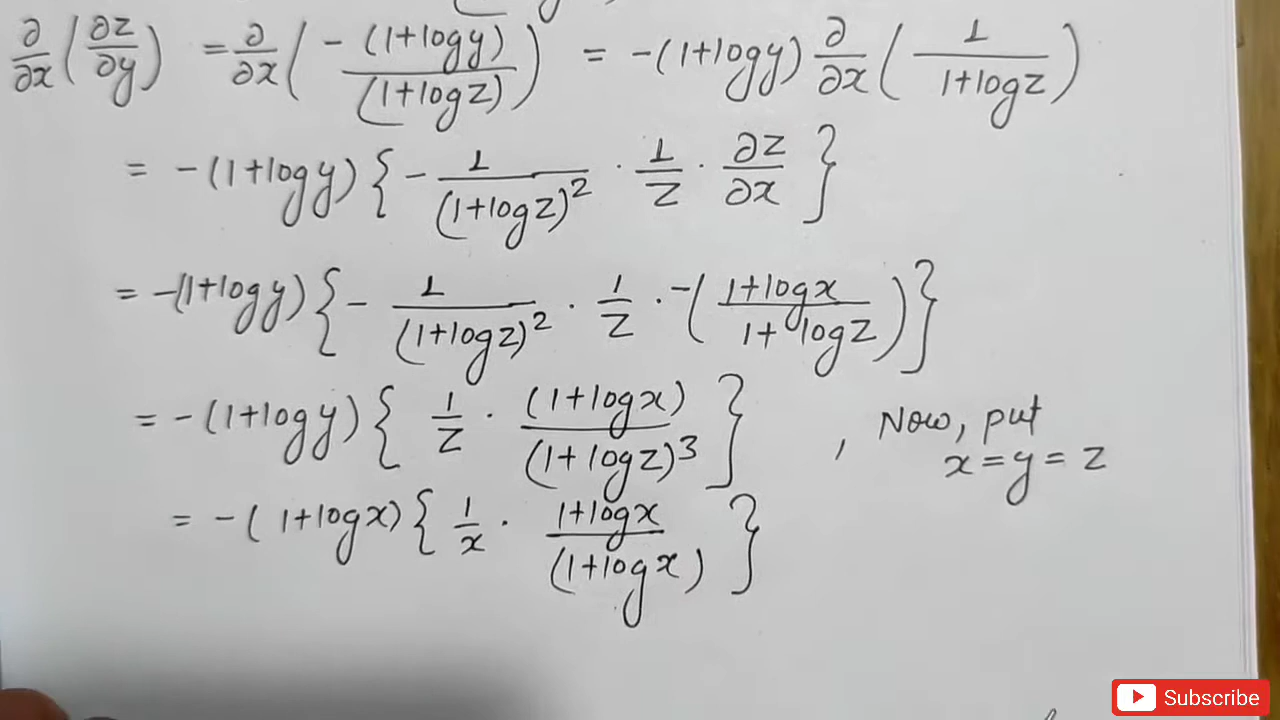 ∂/∂x (∂z/∂y) = ∂/∂x (-(1+logy)/(1+logz)) = -(1+logy) ∂/∂x (1/(1+logz))
= -(1+logy) { - 1/(1+logz)² · 1/z · ∂z/∂x }
= -(1+logy) { - 1/(1+logz)² · 1/z · -((1+logx)/(1+logz)) }
= -(1+logy) { 1/z · (1+logx)/(1+logz)³ } , Now, put
x=y=z
= -(1+logx) { 1/x · (1+logx)/(1+logx) }
Subscribe